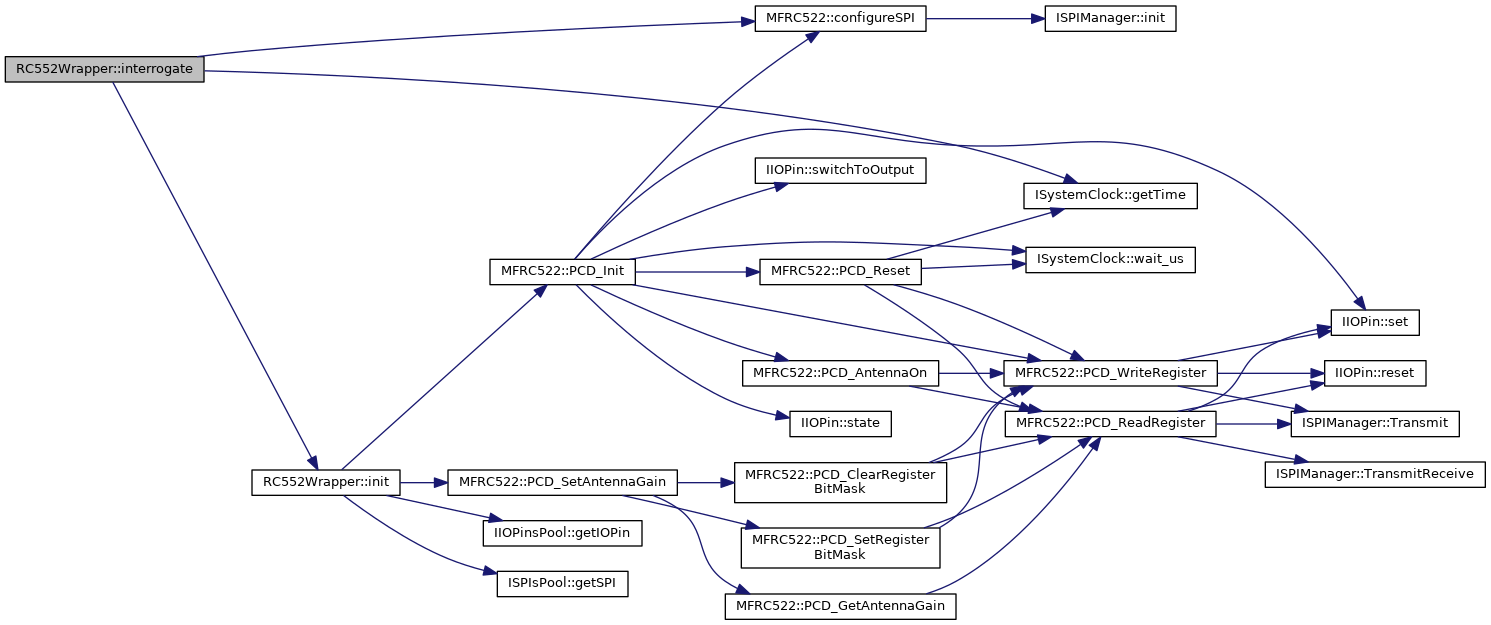 RC552Wrapper::interrogate
MFRC522::configureSPI
ISPIManager::init
IIOPin::switchToOutput
ISystemClock::getTime
ISystemClock::wait_us
MFRC522::PCD_Init
MFRC522::PCD_Reset
IIOPin::set
MFRC522::PCD_AntennaOn
MFRC522::PCD_WriteRegister
IIOPin::reset
IIOPin::state
MFRC522::PCD_ReadRegister
ISPIManager::Transmit
ISPIManager::TransmitReceive
RC552Wrapper::init
MFRC522::PCD_SetAntennaGain
MFRC522::PCD_ClearRegister
BitMask
IIOPinsPool::getIOPin
MFRC522::PCD_SetRegister
BitMask
ISPIsPool::getSPI
MFRC522::PCD_GetAntennaGain